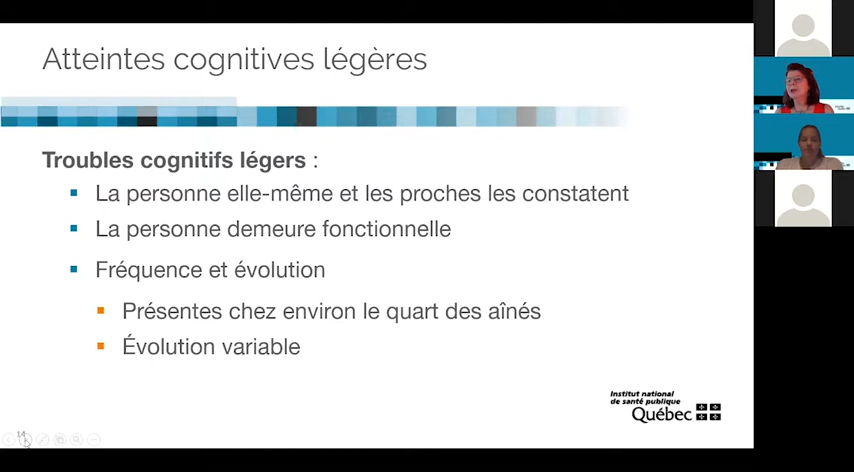 Atteintes cognitives légères
Troubles cognitifs légers :
La personne elle-même et les proches les constatent
La personne demeure fonctionnelle
Fréquence et évolution
Présentes chez environ le quart des aînés
Évolution variable
Institut national
de santé publique
Québec
14